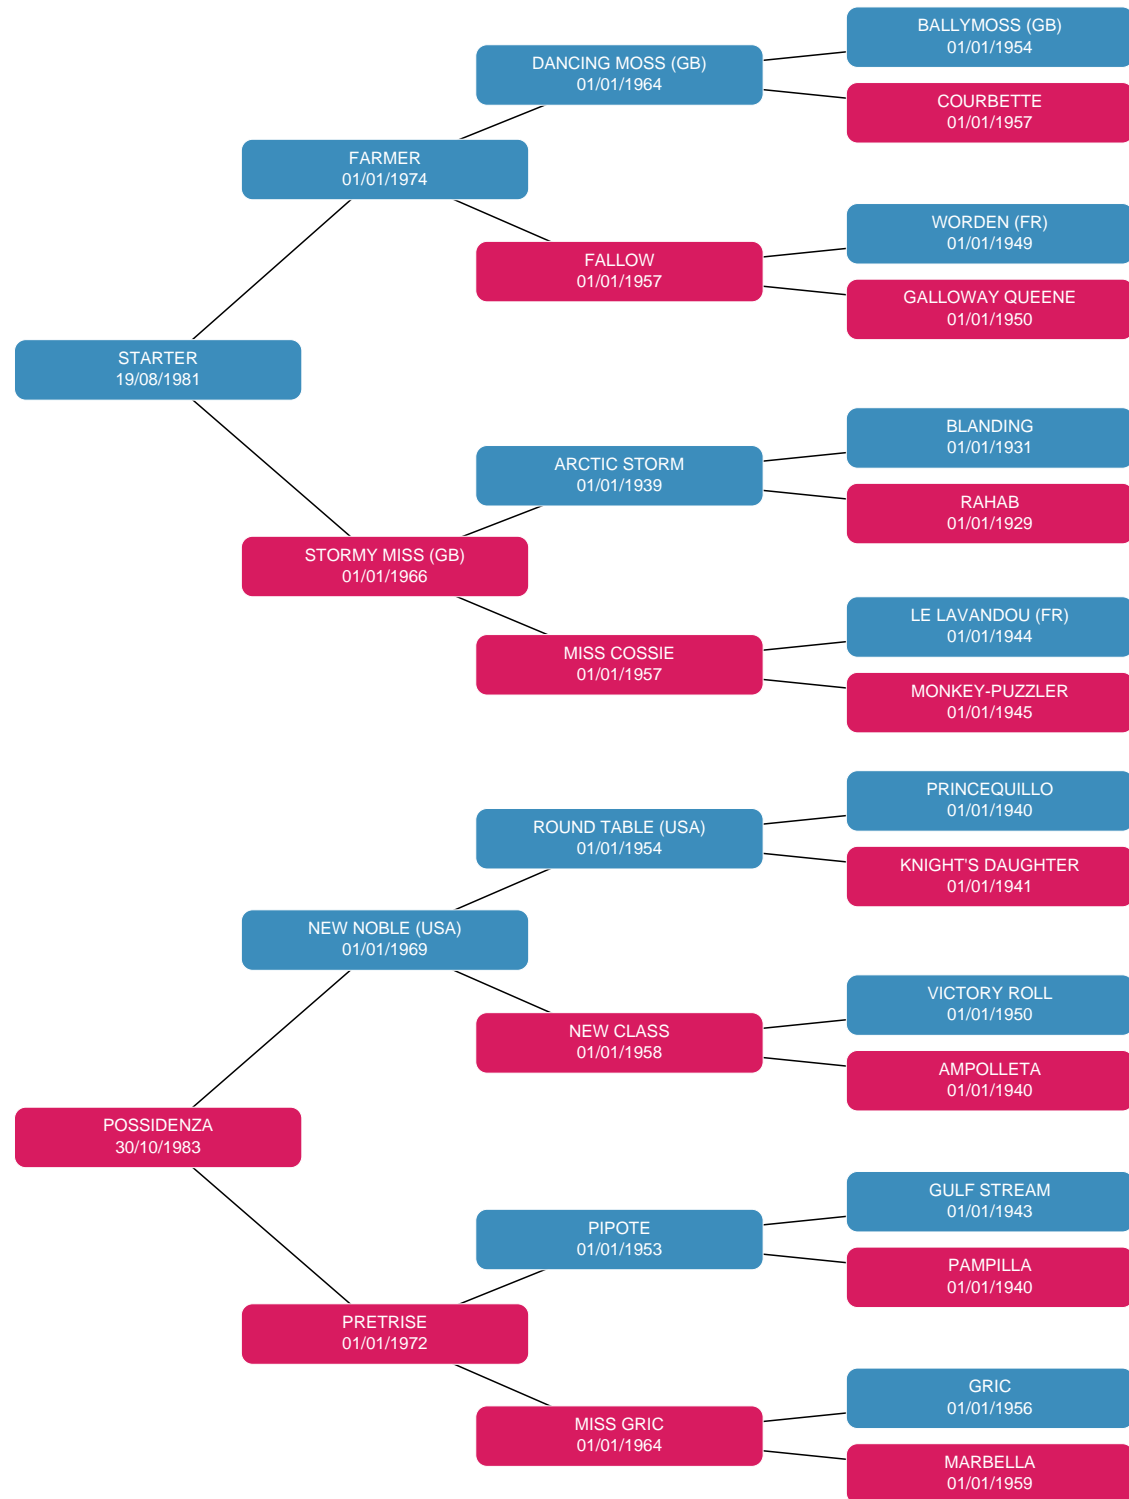 BALLYMOSS (GB)
01/01/1954
DANCING MOSS (GB)
01/01/1964
COURBETTE
01/01/1957
FARMER
01/01/1974
WORDEN (FR)
01/01/1949
FALLOW
01/01/1957
GALLOWAY QUEENE
01/01/1950
STARTER
19/08/1981
BLANDING
01/01/1931
ARCTIC STORM
01/01/1939
RAHAB
01/01/1929
STORMY MISS (GB)
01/01/1966
LE LAVANDOU (FR)
01/01/1944
MISS COSSIE
01/01/1957
MONKEY-PUZZLER
01/01/1945
PRINCEQUILLO
01/01/1940
ROUND TABLE (USA)
01/01/1954
KNIGHT'S DAUGHTER
01/01/1941
NEW NOBLE (USA)
01/01/1969
VICTORY ROLL
01/01/1950
NEW CLASS
01/01/1958
AMPOLLETA
01/01/1940
POSSIDENZA
30/10/1983
GULF STREAM
01/01/1943
PIPOTE
01/01/1953
PAMPILLA
01/01/1940
PRETRISE
01/01/1972
GRIC
01/01/1956
MISS GRIC
01/01/1964
MARBELLA
01/01/1959